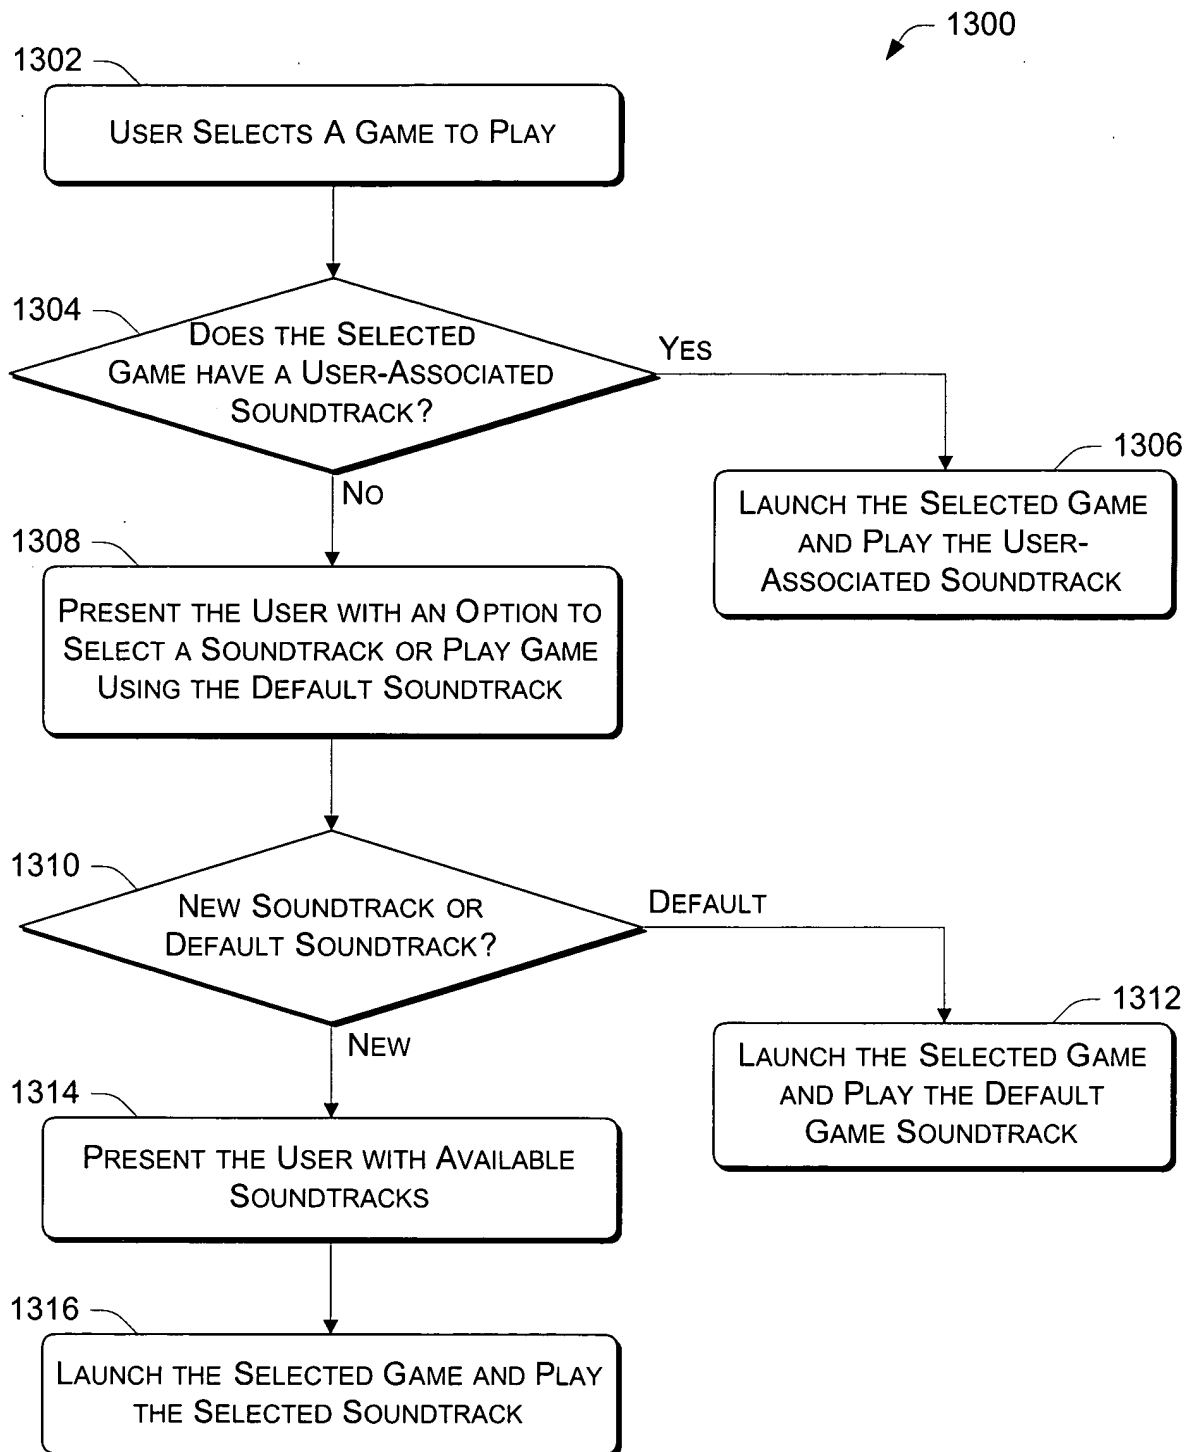 1300
1302
USER SELECTS A GAME TO PLAY
1304
DOES THE SELECTED
GAME HAVE A USER-ASSOCIATED
SOUNDTRACK?
YES
NO
1306
LAUNCH THE SELECTED GAME
AND PLAY THE USER-
ASSOCIATED SOUNDTRACK
1308
PRESENT THE USER WITH AN OPTION TO
SELECT A SOUNDTRACK OR PLAY GAME
USING THE DEFAULT SOUNDTRACK
1310
NEW SOUNDTRACK OR
DEFAULT SOUNDTRACK?
DEFAULT
NEW
1312
LAUNCH THE SELECTED GAME
AND PLAY THE DEFAULT
GAME SOUNDTRACK
1314
PRESENT THE USER WITH AVAILABLE
SOUNDTRACKS
1316
LAUNCH THE SELECTED GAME AND PLAY
THE SELECTED SOUNDTRACK